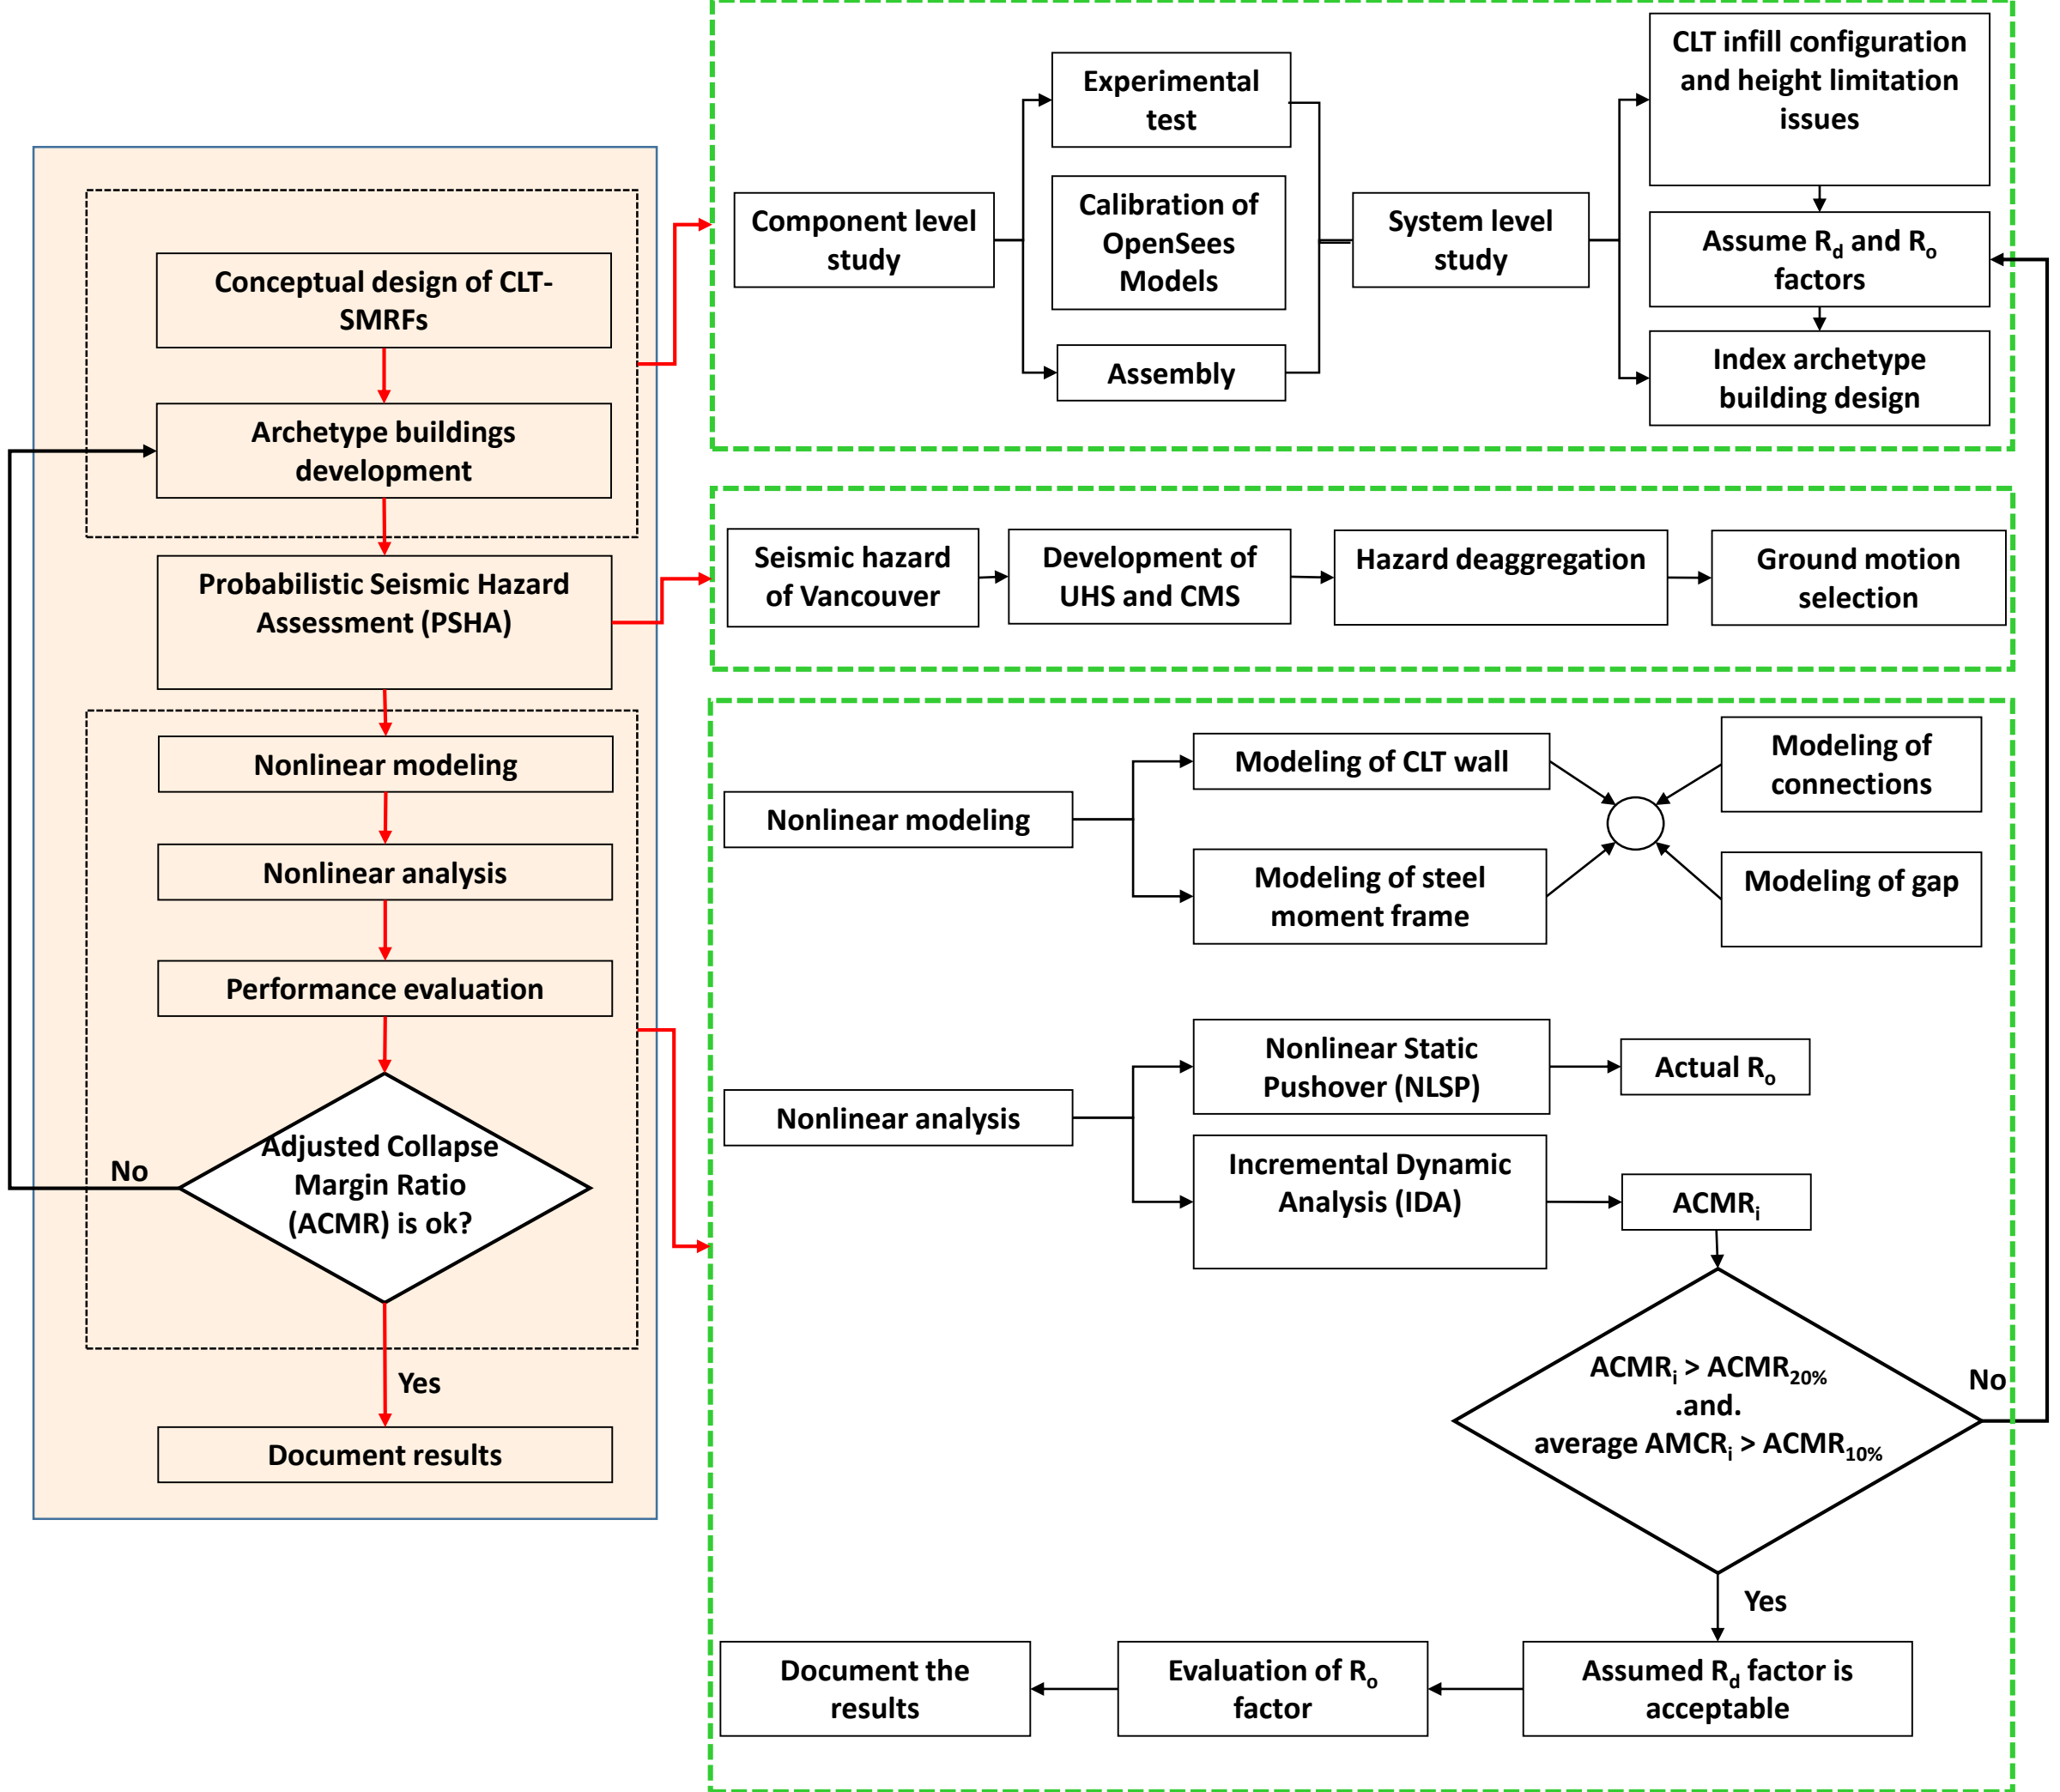 Conceptual design of CLT-
SMRFs
Archetype buildings
development
Probabilistic Seismic Hazard
Assessment (PSHA)
Nonlinear modeling
Nonlinear analysis
Performance evaluation
Adjusted Collapse
Margin Ratio
(ACMR) is ok?
No
Yes
Document results
Component level
study
Experimental
test
Calibration of
OpenSees
Models
Assembly
System level
study
CLT infill configuration
and height limitation
issues
Assume Rd and Ro
factors
Index archetype
building design
Seismic hazard
of Vancouver
Development of
UHS and CMS
Hazard deaggregation
Ground motion
selection
Nonlinear modeling
Modeling of CLT wall
Modeling of steel
moment frame
Modeling of
connections
Modeling of gap
Nonlinear analysis
Nonlinear Static
Pushover (NLSP)
Actual Ro
Incremental Dynamic
Analysis (IDA)
ACMRi
ACMRi > ACMR20%
.and.
average AMCRi > ACMR10%
No
Yes
Assumed Rd factor is
acceptable
Evaluation of Ro
factor
Document the
results